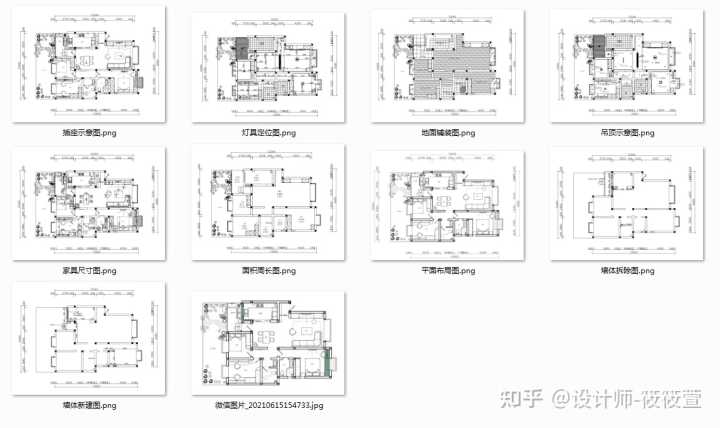 插座示意图.png
灯具定位图.png
地面铺装图.png
吊顶示意图.png
家具尺寸图.png
面积周长图.png
平面布局图.png
墙体拆除图.png
墙体新建图.png
微信图片_20210615154733.jpg
知乎 @设计师-莜莜萱